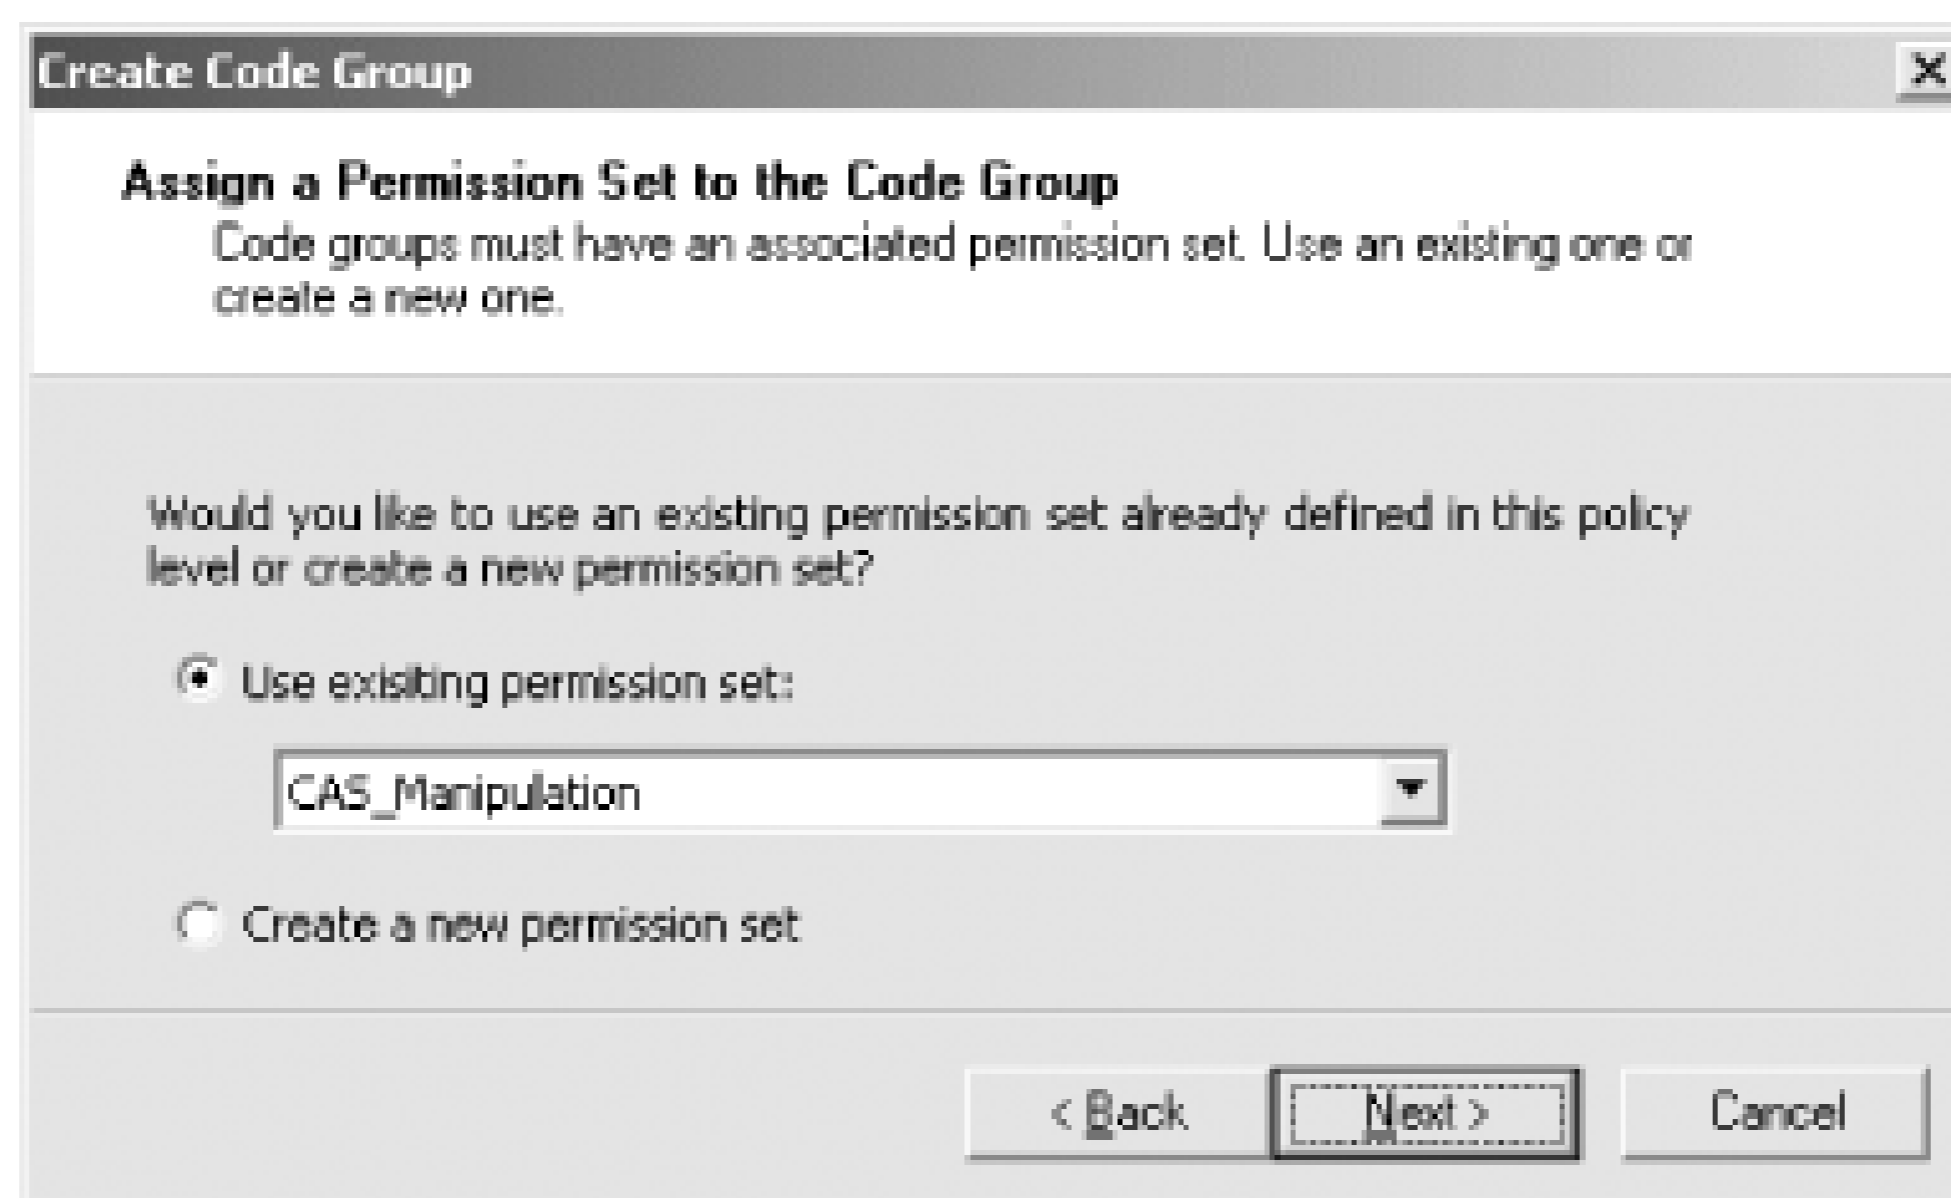 Create Code Group
Assign a Permission Set to the Code Group
Code groups must have an associated permission set. Use an existing one or
create a new one.
Would you like to use an existing permission set already defined in this policy
level or create a new permission set?
Use exisiting permission set:
CAS_Manipulation
Create a new permission set
< Back Next > Cancel